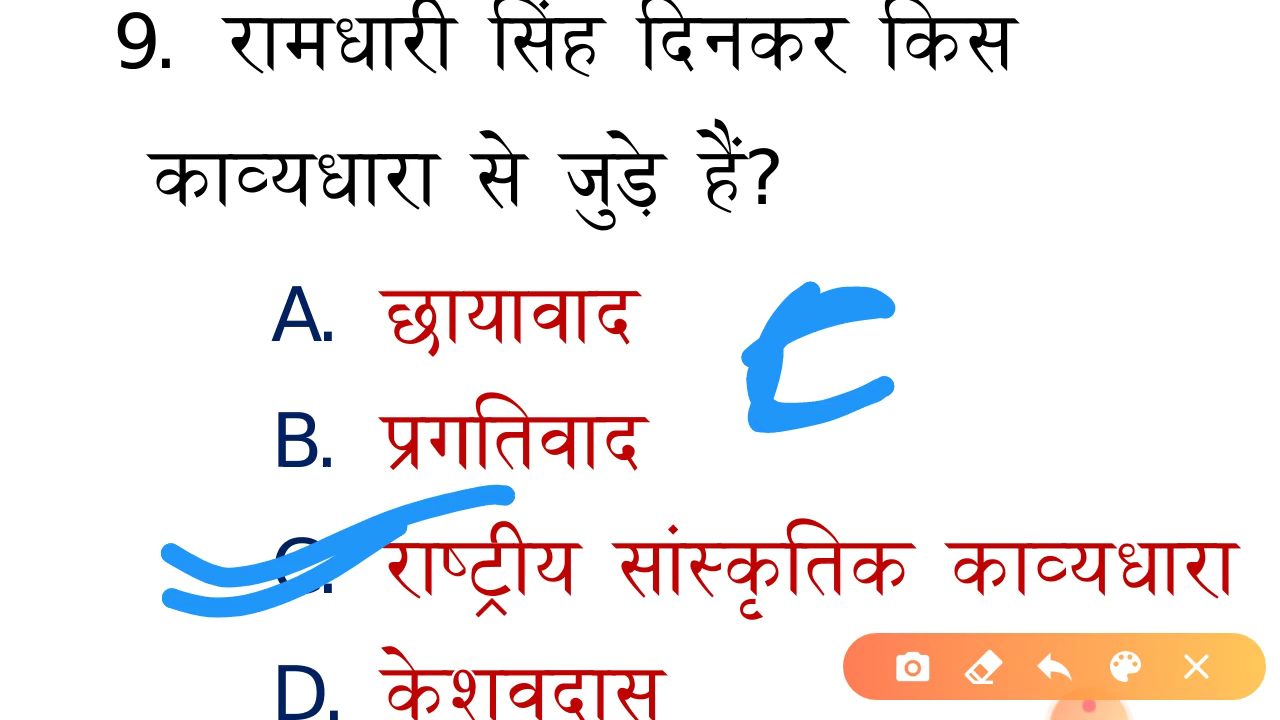 9. रामधारी सिंह दिनकर किस
काव्यधारा से जुड़े हैं?
A. छायावाद
C
B. प्रगतिवाद
C. राष्ट्रीय सांस्कृतिक काव्यधारा
D. केशवदास